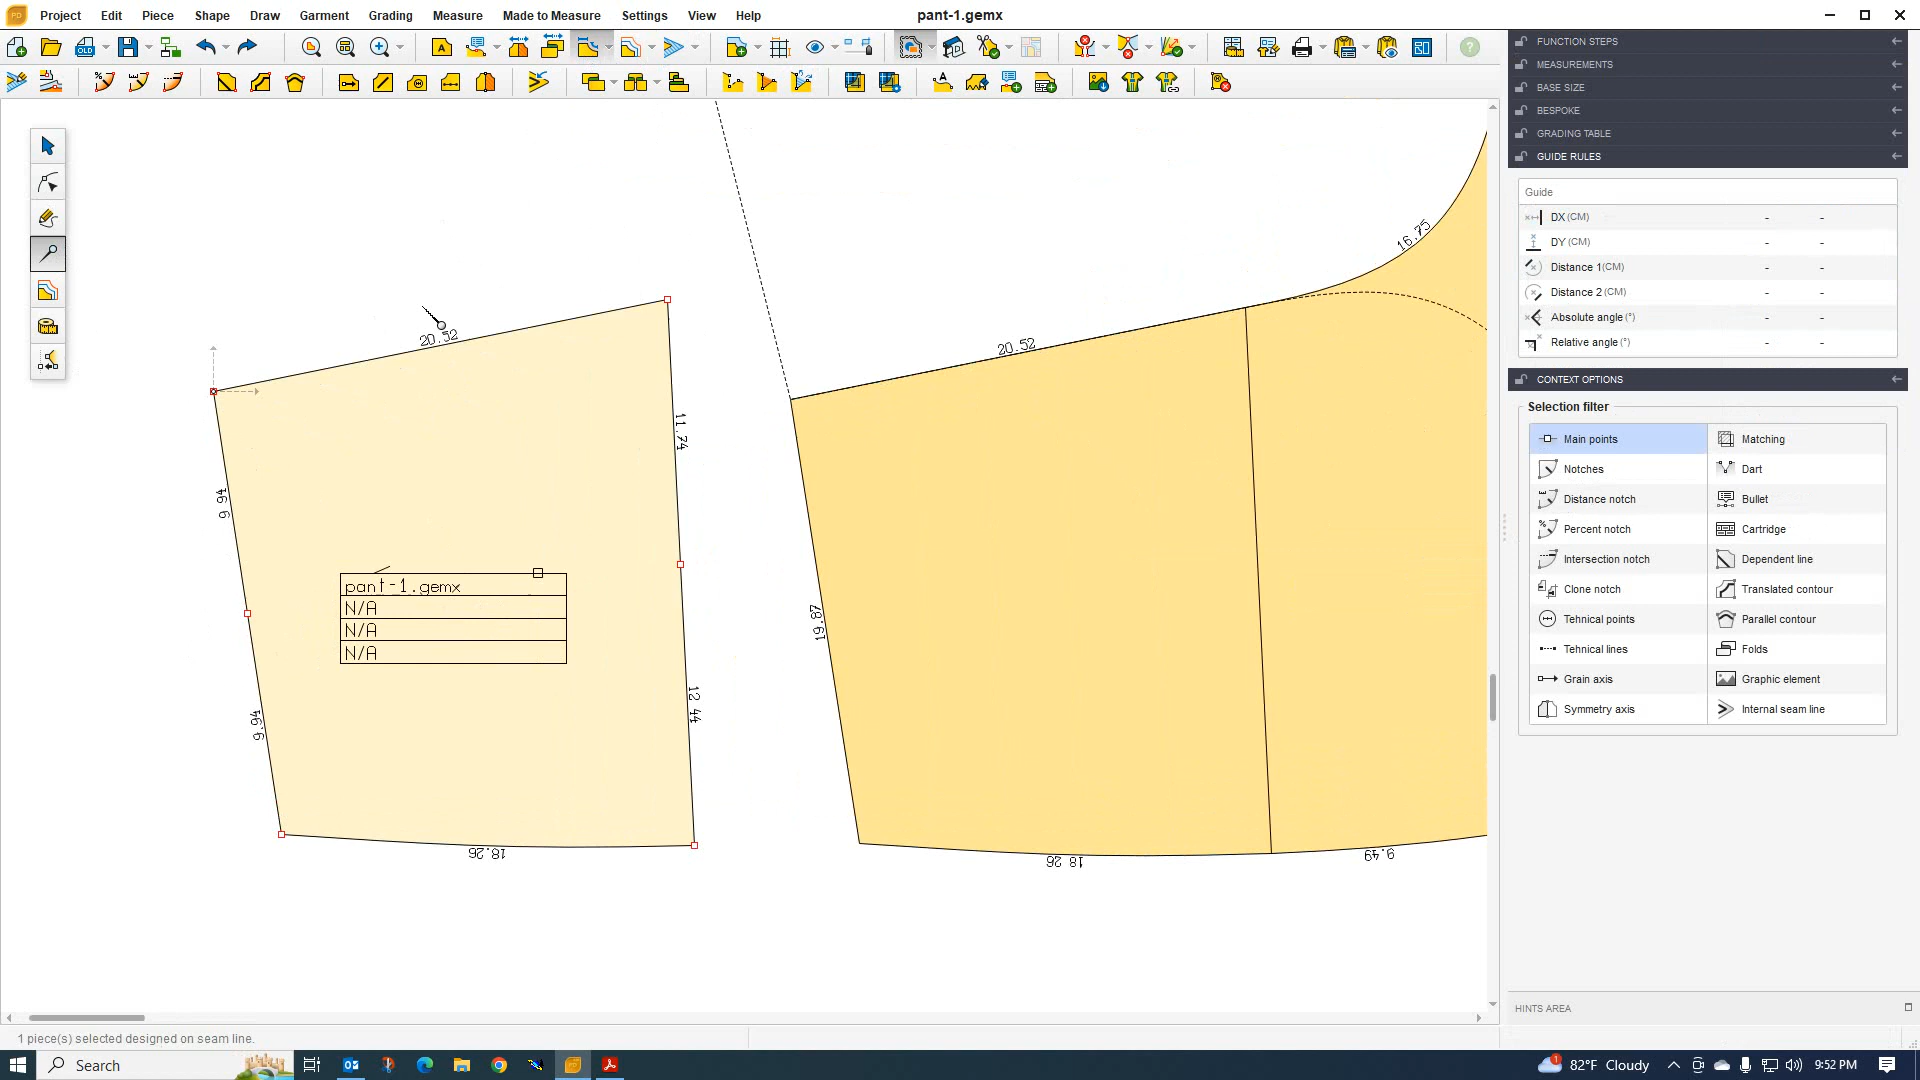 Project Edit Piece Shape Draw Garment Grading Measure Made to Measure Settings View Help pant-1.gemx
OLD
FUNCTION STEPS
MEASUREMENTS
BASE SIZE
BESPOKE
GRADING TABLE
GUIDE RULES
Guide
DX (CM) - -
DY (CM) - -
Distance 1(CM) - -
Distance 2 (CM) - -
Absolute angle (°) - -
Relative angle (°) - -
CONTEXT OPTIONS
Selection filter
Main points Matching
Notches Dart
Distance notch Bullet
Percent notch Cartridge
Intersection notch Dependent line
Clone notch Translated contour
Tehnical points Parallel contour
Tehnical lines Folds
Grain axis Graphic element
Symmetry axis Internal seam line
HINTS AREA
20.52
11.74
12.44
18.26
9.94
9.94
pant-1.gemx
N/A
N/A
N/A
20.52
16.75
19.87
18.26
9.49
1 piece(s) selected designed on seam line.
Search
82°F Cloudy
9:52 PM